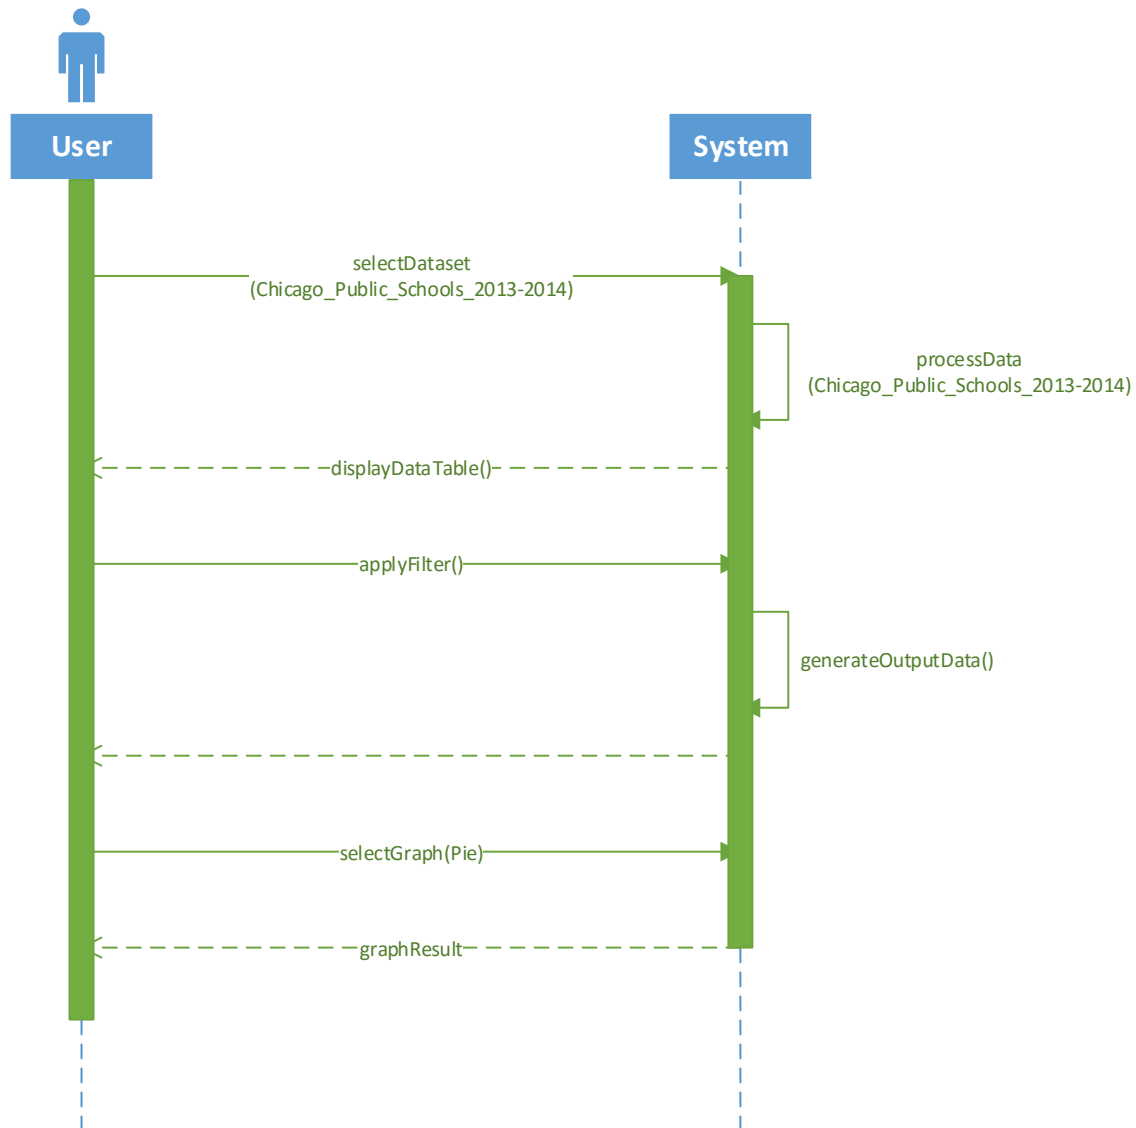 User
System
selectDataset
(Chicago_Public_Schools_2013-2014)
processData
(Chicago_Public_Schools_2013-2014)
displayDataTable()
applyFilter()
generateOutputData()
selectGraph(Pie)
graphResult